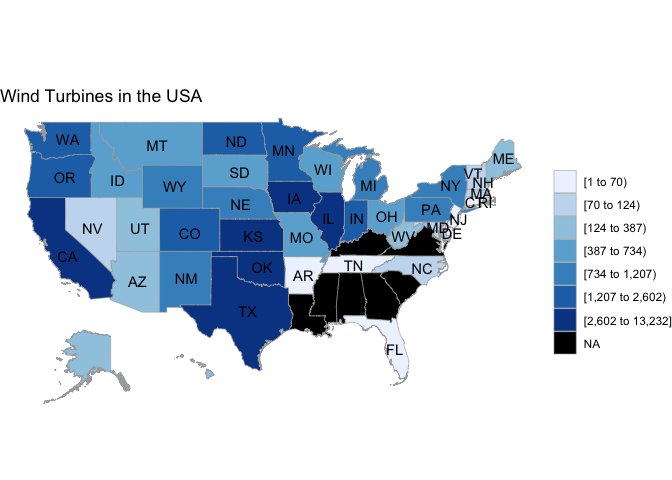 Wind Turbines in the USA
WA
MT
ND
MN
ME
VT
NH
OR
ID
SD
WI
MI
NY
MA
CT RI
WY
NE
IA
PA
NJ
NV
UT
CO
IL
IN
OH
MD
DE
WV
CA
KS
MO
AZ
NM
OK
AR
TN
NC
TX
FL
[1 to 70)
[70 to 124)
[124 to 387)
[387 to 734)
[734 to 1,207)
[1,207 to 2,602)
[2,602 to 13,232]
NA